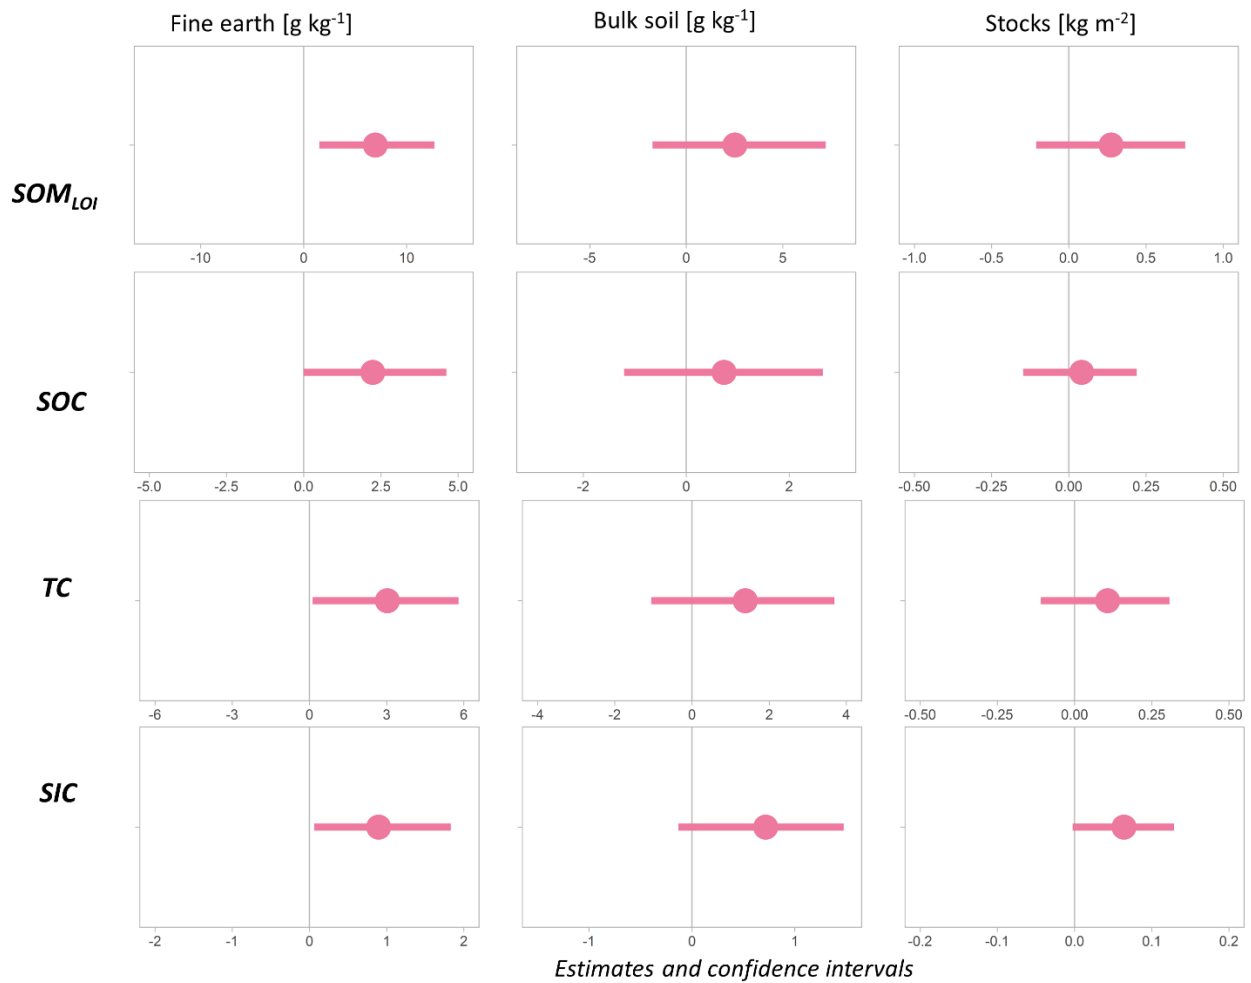 Fine earth [g kg-1] Bulk soil [g kg-1] Stocks [kg m-2]
SOMLOI
-10 0 10 -5 0 5 -1.0 -0.5 0.0 0.5 1.0
SOC
-5.0 -2.5 0.0 2.5 5.0 -2 0 2 -0.50 -0.25 0.00 0.25 0.50
TC
-6 -3 0 3 6 -4 -2 0 2 4 -0.50 -0.25 0.00 0.25 0.50
SIC
-2 -1 0 1 2 -1 0 1 -0.2 -0.1 0.0 0.1 0.2
Estimates and confidence intervals